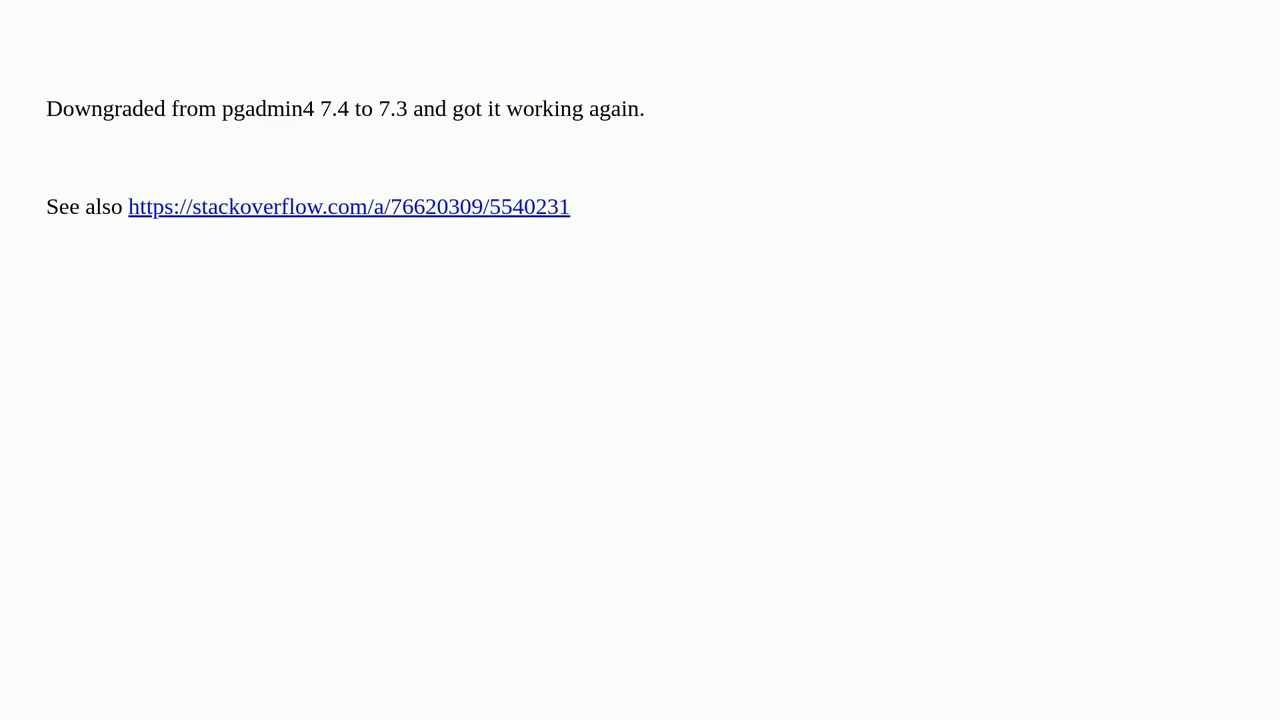 Downgraded from pgadmin4 7.4 to 7.3 and got it working again.
See also https://stackoverflow.com/a/76620309/5540231